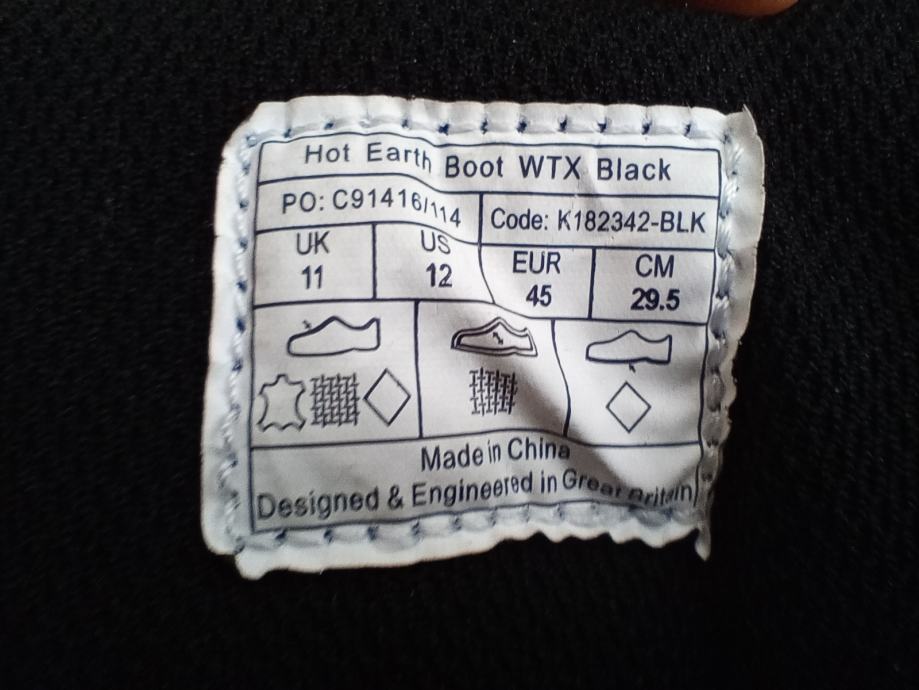 Hot Earth Boot WTX Black
PO: C91416/114 Code: K182342-BLK
UK US EUR CM
11 12 45 29.5
Made in China
Designed & Engineered in Great Britain